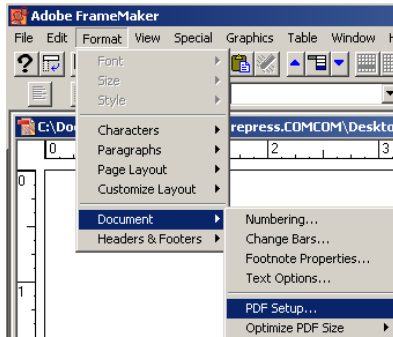 Adobe FrameMaker
File Edit Format View Special Graphics Table Window H
Font
Size
Style
C:\Doc repress.COMCOM\Deskto
0 2 3
Characters
0
Paragraphs
Page Layout
Customize Layout
Document Numbering...
Headers & Footers Change Bars...
Footnote Properties...
Text Options...
1
PDF Setup...
Optimize PDF Size